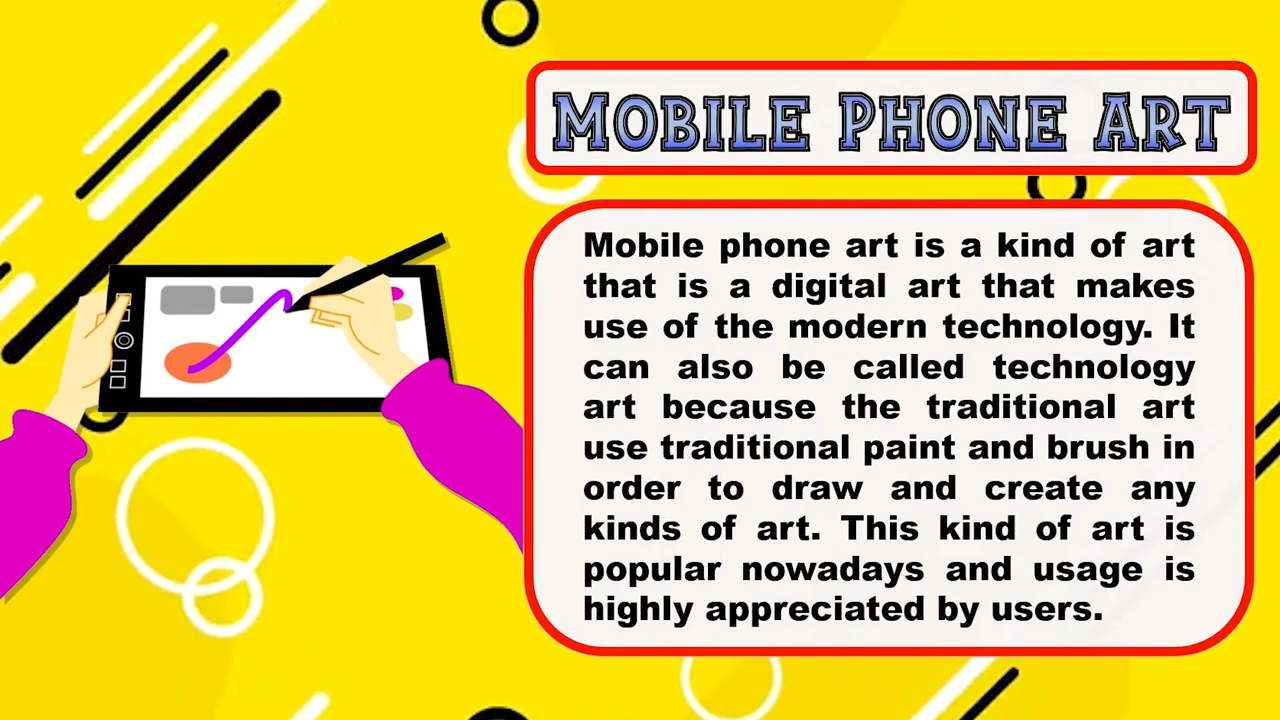 Mobile Phone Art
Mobile phone art is a kind of art
that is a digital art that makes
use of the modern technology. It
can also be called technology
art because the traditional art
use traditional paint and brush in
order to draw and create any
kinds of art. This kind of art is
popular nowadays and usage is
highly appreciated by users.